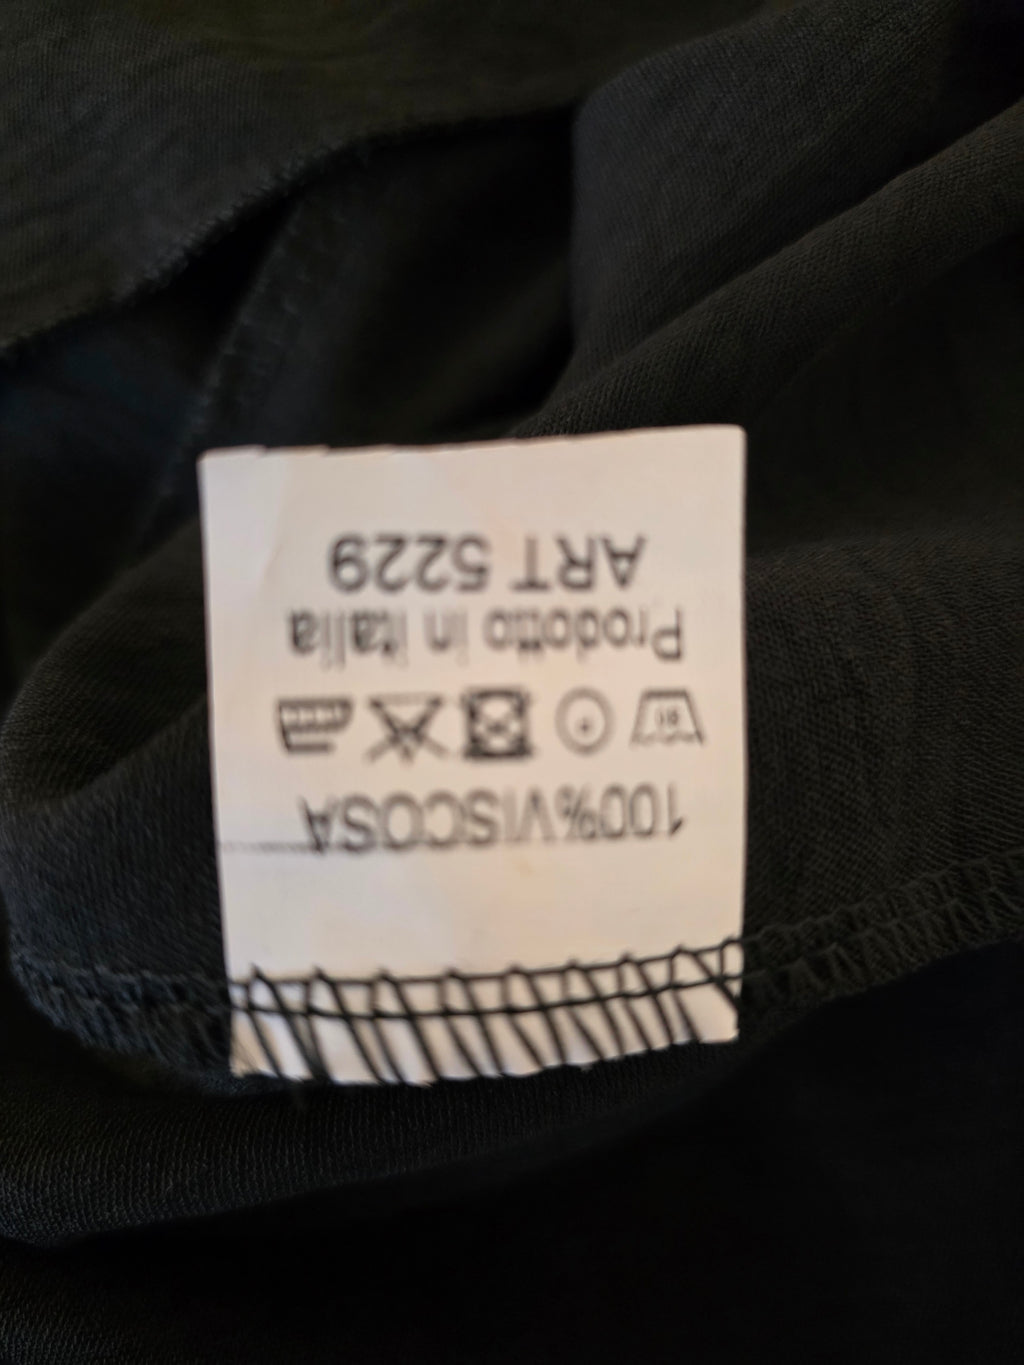 100%VISCOSA
Prodotto in Italia
ART 5229